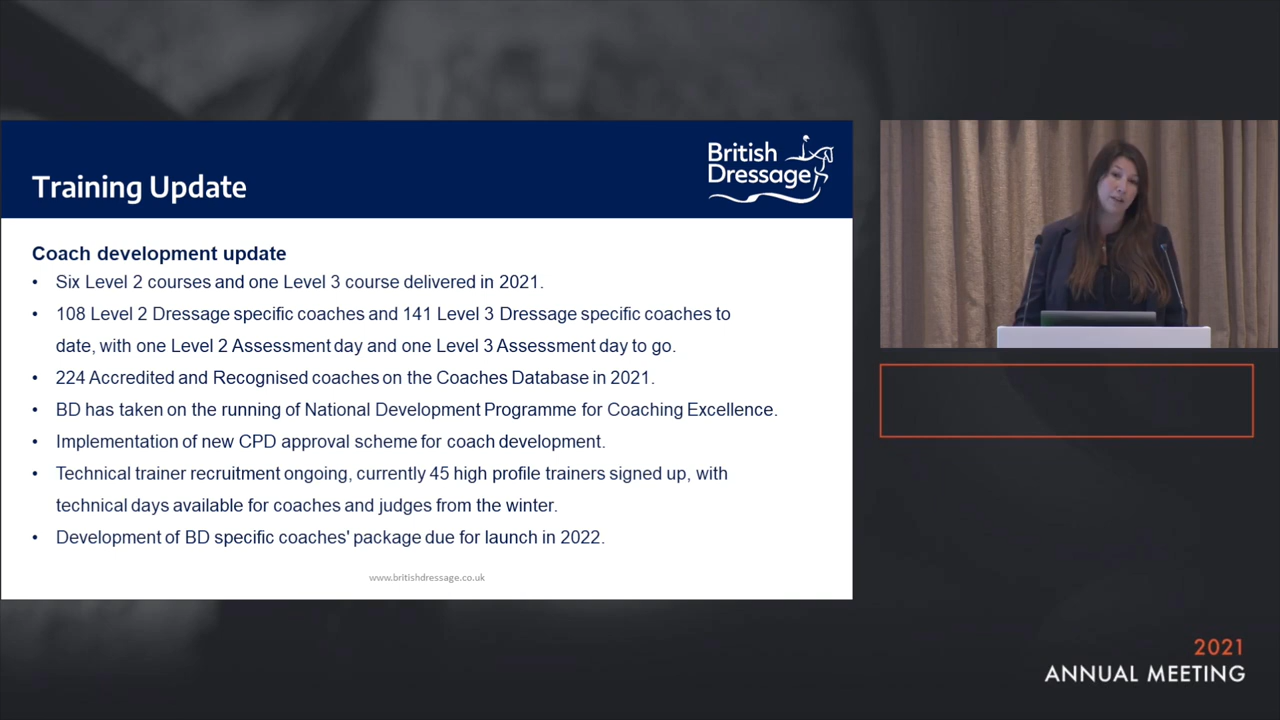 British
Dressage
Training Update
Coach development update
• Six Level 2 courses and one Level 3 course delivered in 2021.
• 108 Level 2 Dressage specific coaches and 141 Level 3 Dressage specific coaches to
date, with one Level 2 Assessment day and one Level 3 Assessment day to go.
• 224 Accredited and Recognised coaches on the Coaches Database in 2021.
• BD has taken on the running of National Development Programme for Coaching Excellence.
• Implementation of new CPD approval scheme for coach development.
• Technical trainer recruitment ongoing, currently 45 high profile trainers signed up, with
technical days available for coaches and judges from the winter.
• Development of BD specific coaches' package due for launch in 2022.
www.britishdressage.co.uk
2021
ANNUAL MEETING